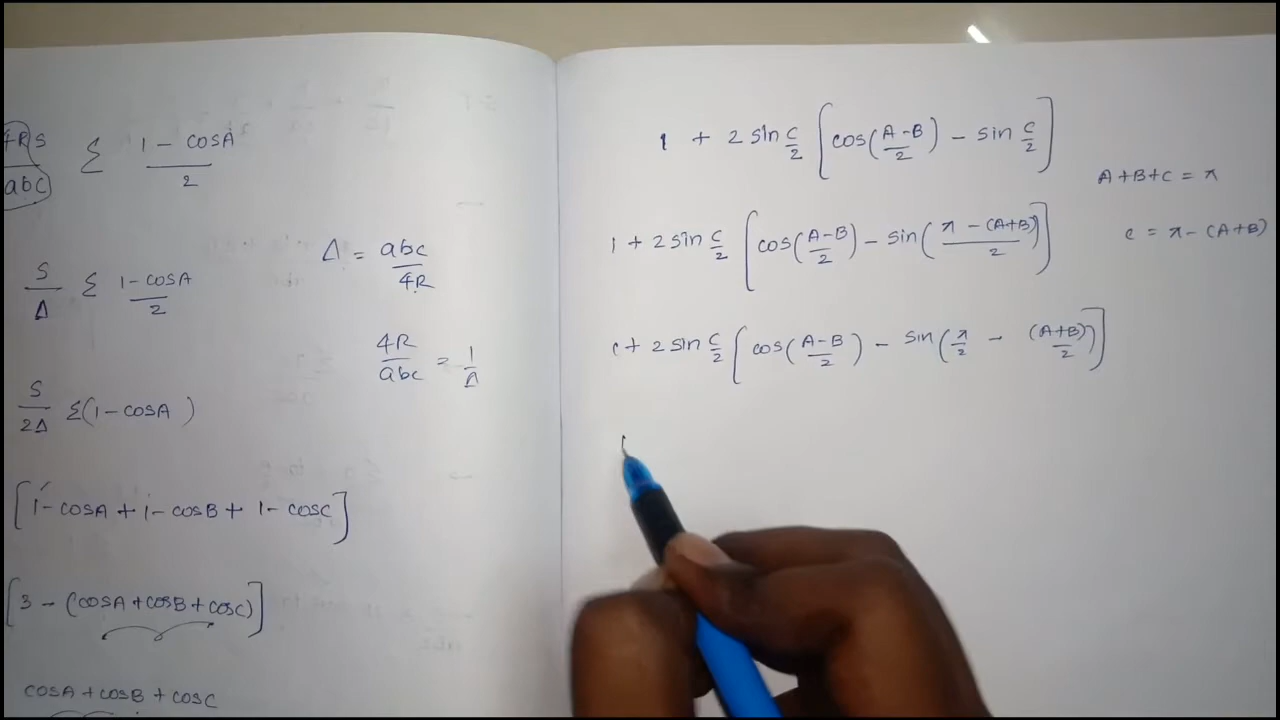 4RS/abc Σ (1 - cosA)/2
Δ = abc/4R
S/Δ Σ (1-cosA)/2
4R/abc = 1/Δ
S/2Δ Σ(1-cosA)
[1-cosA + 1-cosB + 1-cosC]
[3 - (cosA+cosB+cosC)]
cosA + cosB + cosC
1 + 2 sin C/2 [cos(A-B/2) - sin C/2]
A+B+C = π
1 + 2 sin C/2 [cos(A-B/2) - sin(π - (A+B)/2)]
c = π - (A+B)
1 + 2 sin C/2 [cos(A-B/2) - sin(π/2 - (A+B)/2)]